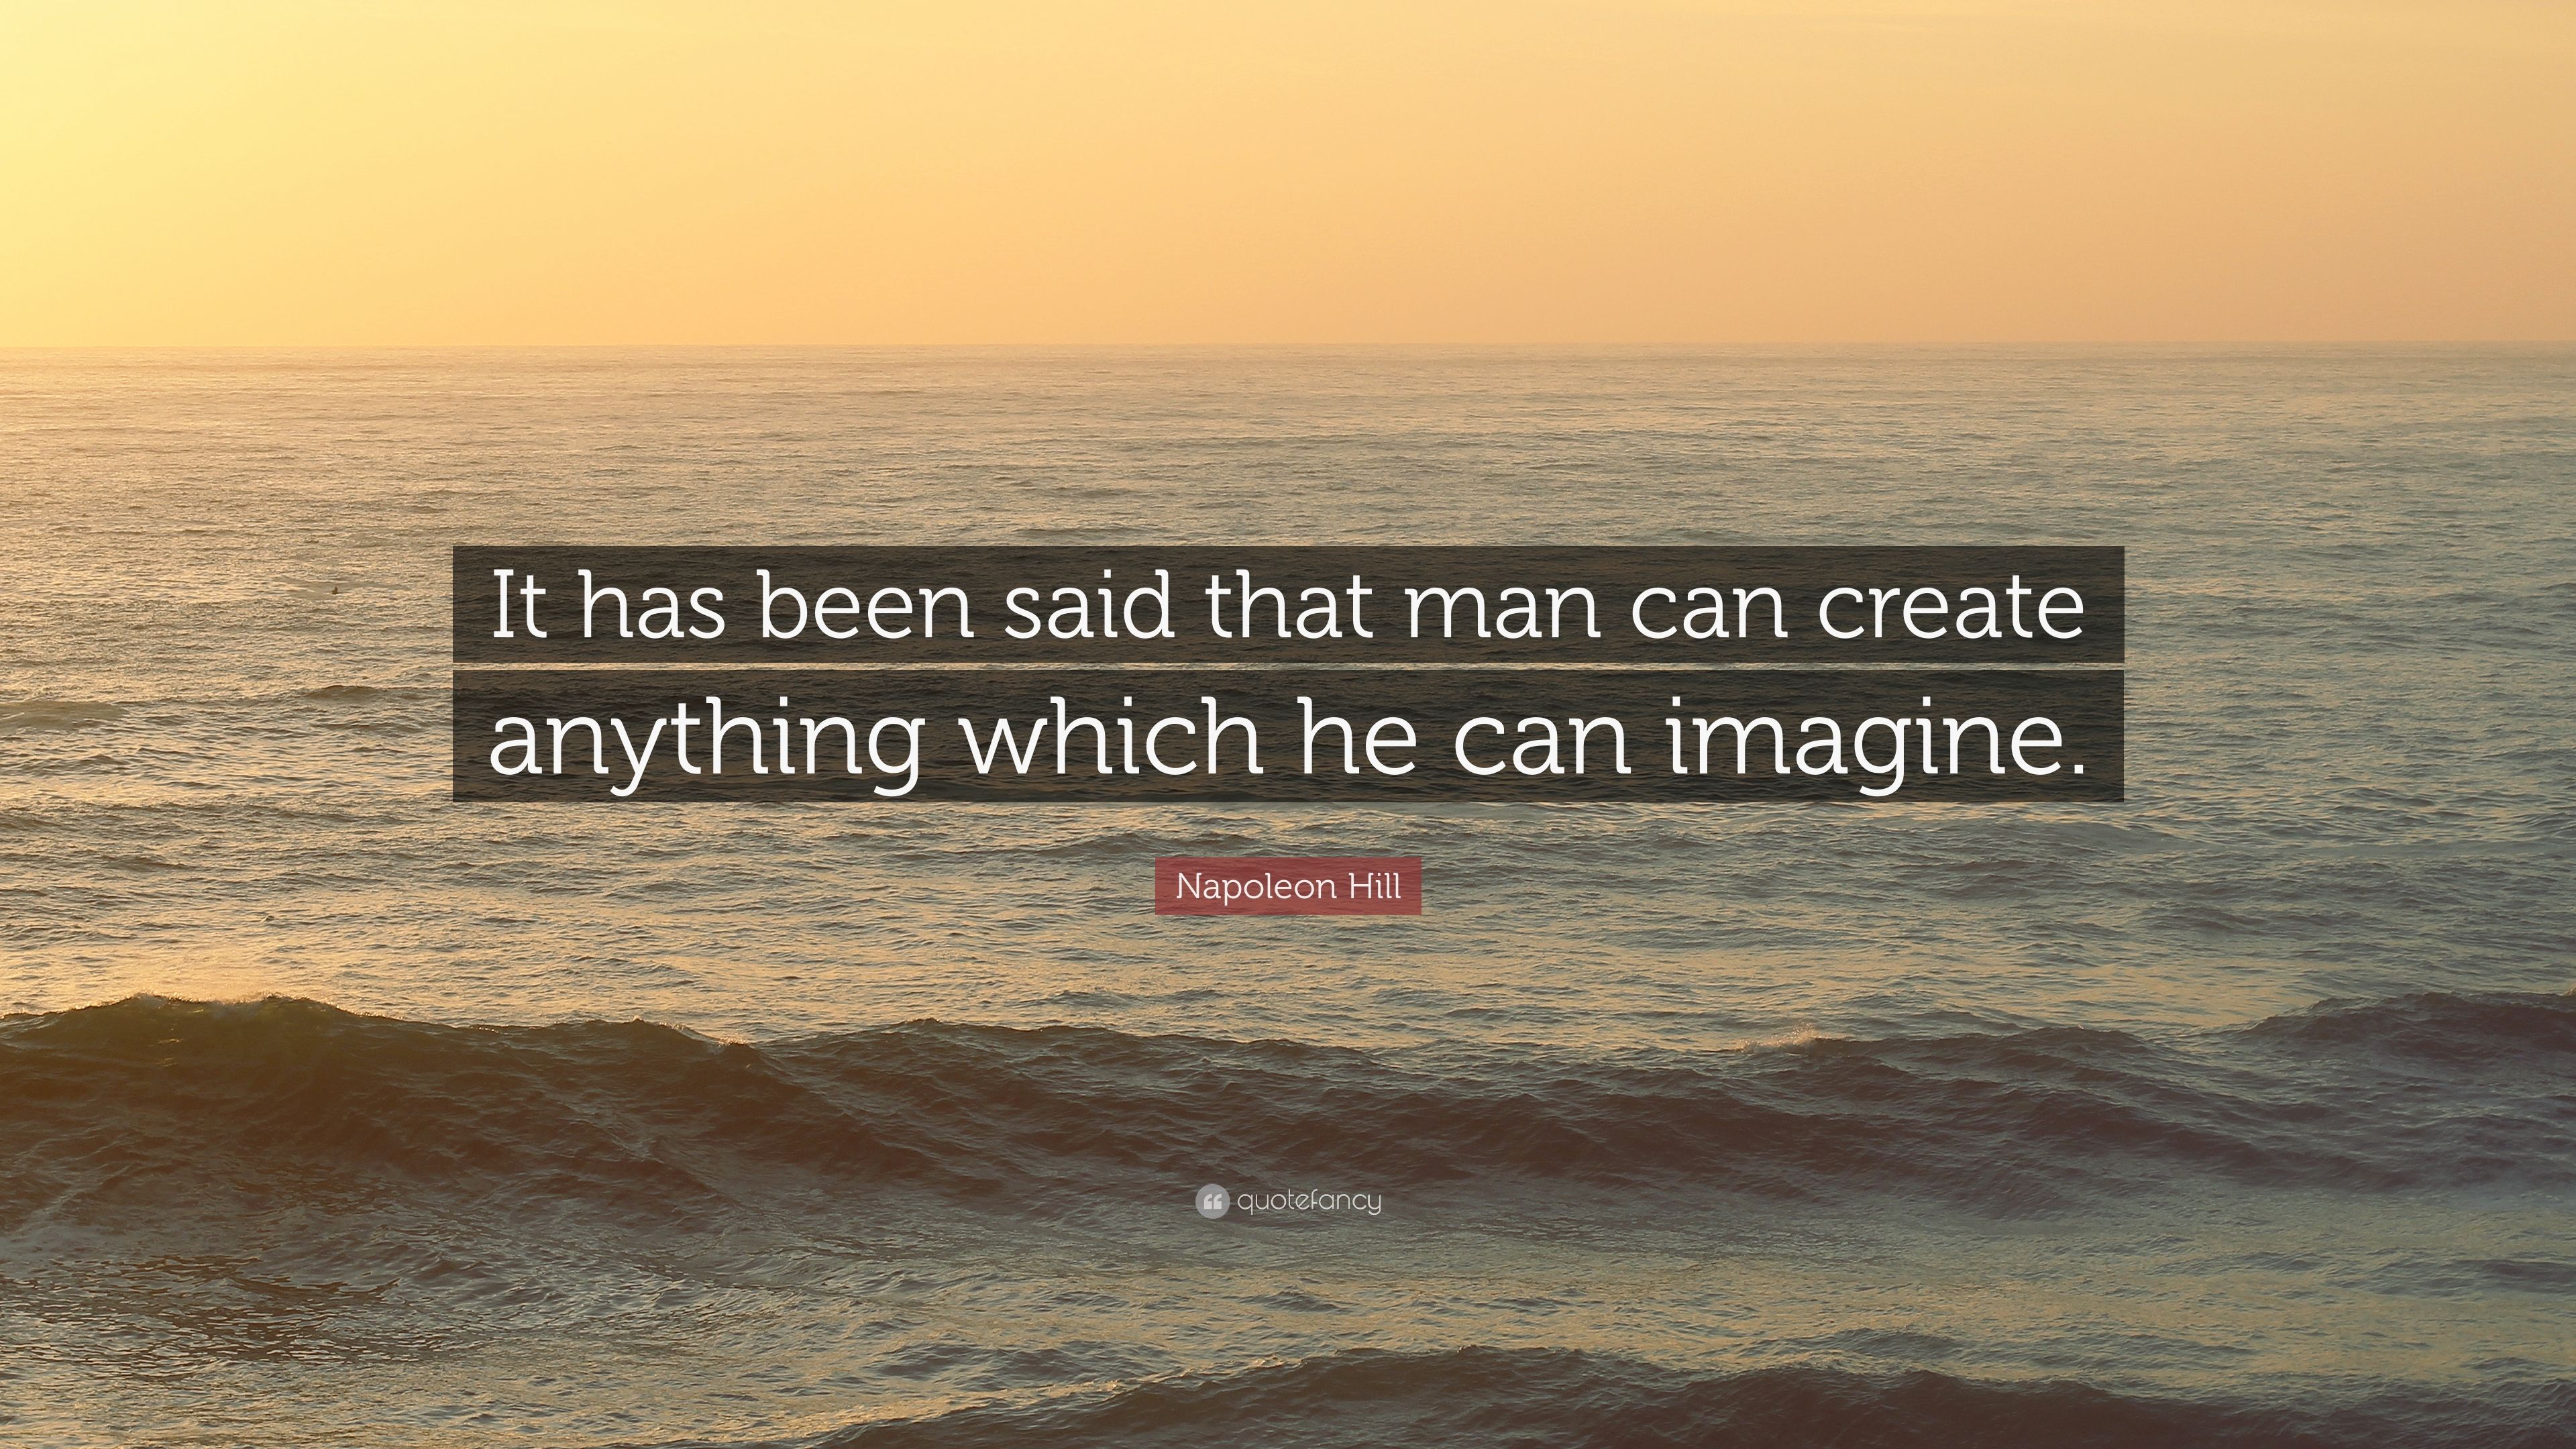 It has been said that man can create
anything which he can imagine.
Napoleon Hill
quotefancy